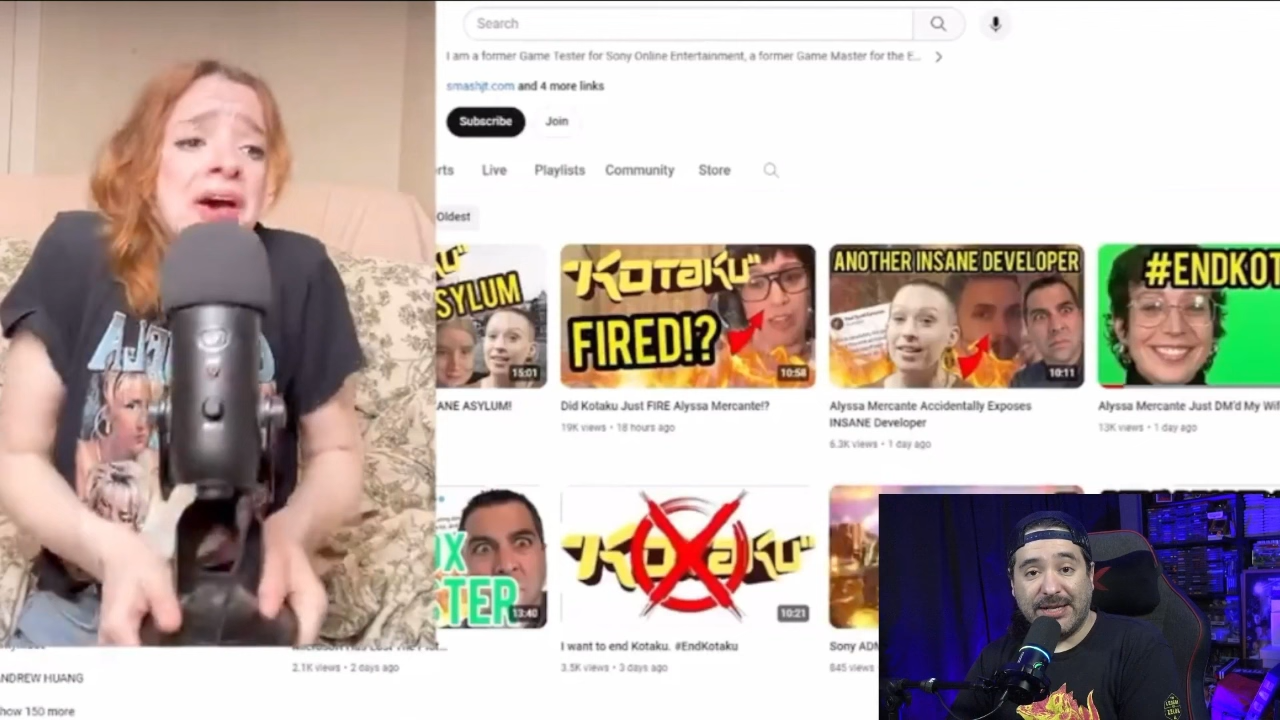 Search
I am a former Game Tester for Sony Online Entertainment, a former Game Master for the E...
smashjt.com and 4 more links
Subscribe
Join
rts
Live
Playlists
Community
Store
Oldest
SYLUM
15:01
"KOTAKU"
FIRED!?
10:58
ANOTHER INSANE DEVELOPER
10:11
#ENDKOT
ANE ASYLUM!
Did Kotaku Just FIRE Alyssa Mercante!?
19K views • 18 hours ago
Alyssa Mercante Accidentally Exposes
INSANE Developer
6.3K views • 1 day ago
Alyssa Mercante Just DM'd My Wif
13K views • 1 day ago
OX
TER
13:40
"KOTAKU"
10:21
2.1K views • 2 days ago
I want to end Kotaku. #EndKotaku
3.5K views • 3 days ago
Sony ADM
845 views
NDREW HUANG
how 150 more